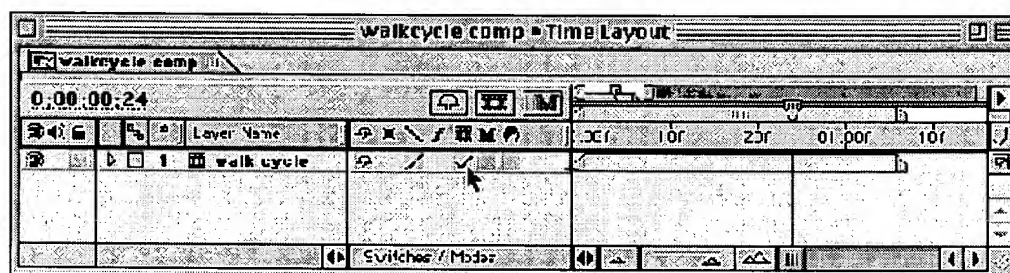 walkcycle comp • Time Layout
walkcycle comp
0;00;00;24
Layer Name
10f 20f 01:00f 10f
1 walk cycle
Switches / Modes